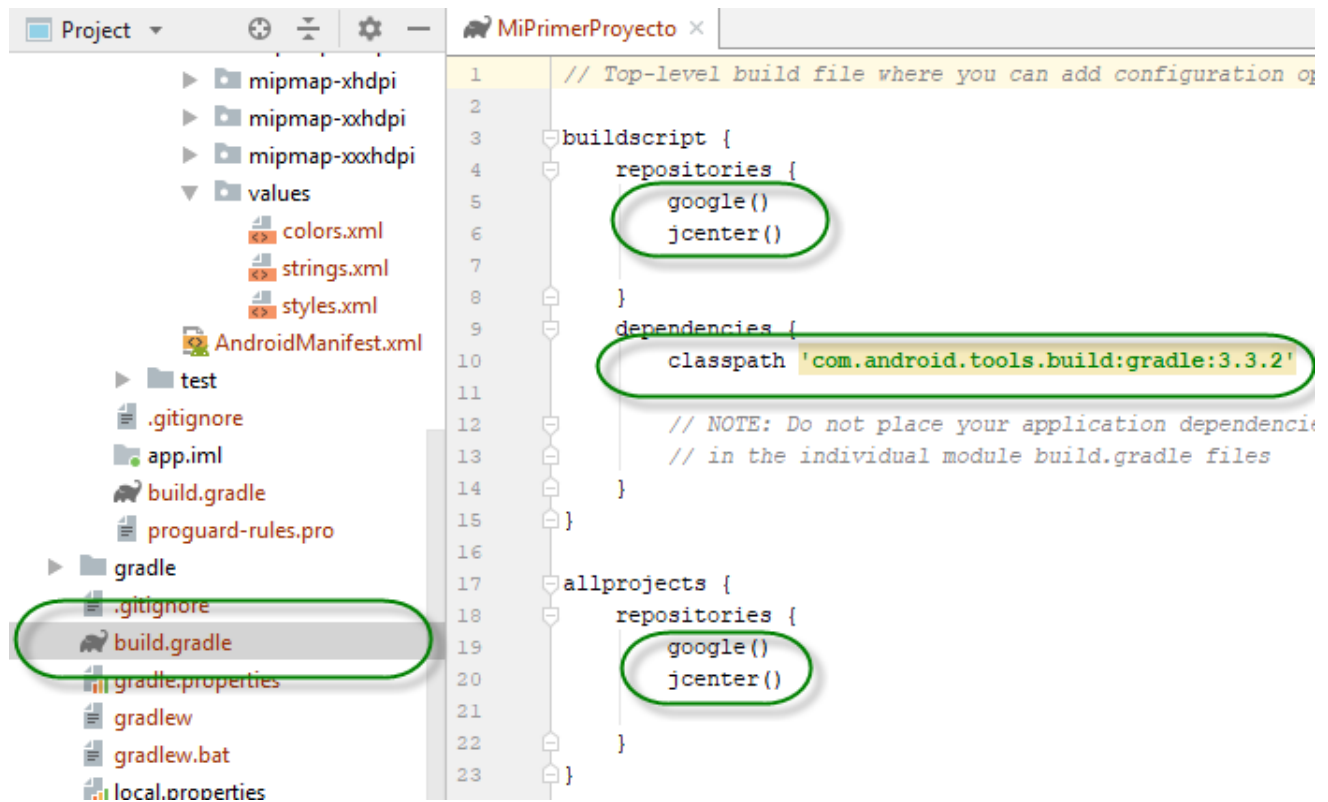 Project
mipmap-xhdpi
mipmap-xxhdpi
mipmap-xxxhdpi
values
colors.xml
strings.xml
styles.xml
AndroidManifest.xml
test
.gitignore
app.iml
build.gradle
proguard-rules.pro
gradle
.gitignore
build.gradle
gradle.properties
gradlew
gradlew.bat
local.properties
MiPrimerProyecto
1 // Top-level build file where you can add configuration
2
3 buildscript {
4 repositories {
5 google()
6 jcenter()
7
8 }
9 dependencies {
10 classpath 'com.android.tools.build:gradle:3.3.2'
11
12 // NOTE: Do not place your application
13 // in the individual module build.gradle files
14 }
15 }
16
17 allprojects {
18 repositories {
19 google()
20 jcenter()
21
22 }
23 }